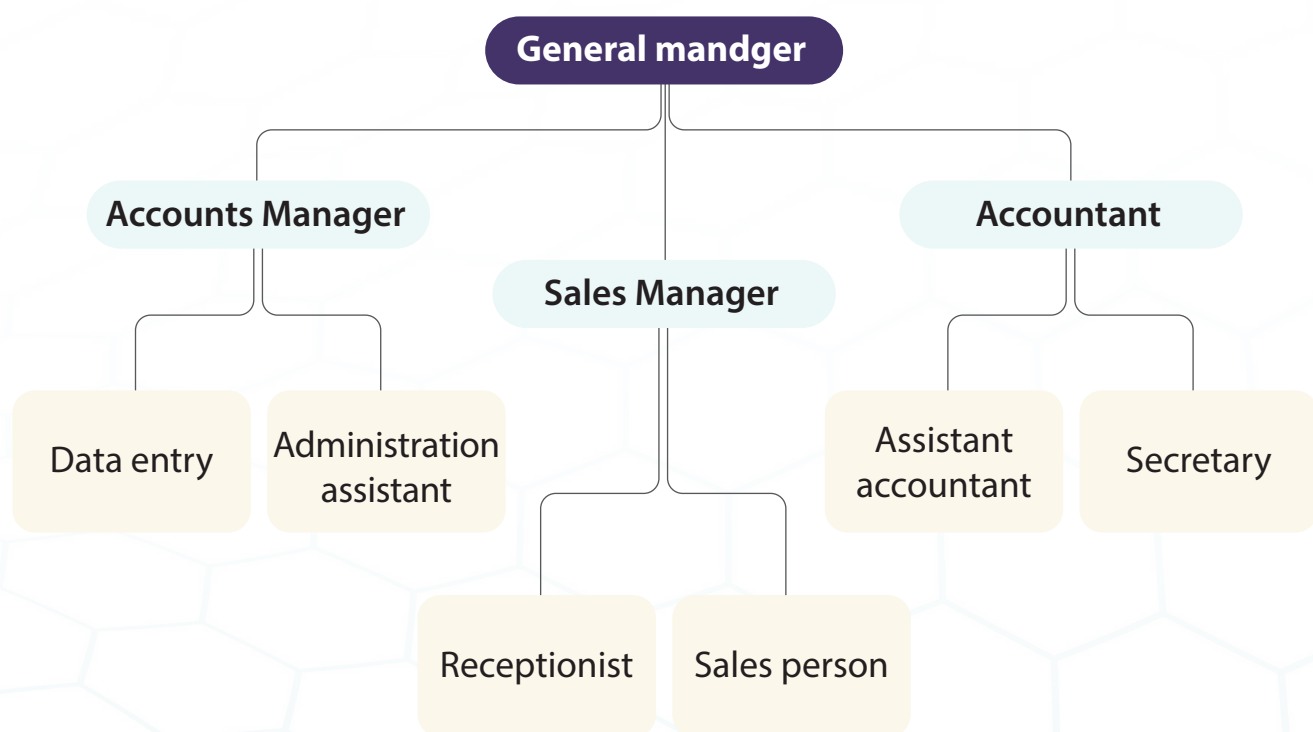 General mandger
Accounts Manager
Accountant
Sales Manager
Data entry
Administration
assistant
Assistant
accountant
Secretary
Receptionist
Sales person